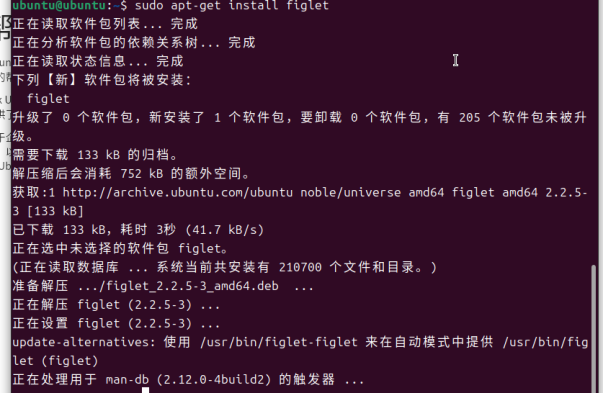 ubuntu@ubuntu:~$ sudo apt-get install figlet
正在读取软件包列表... 完成
正在分析软件包的依赖关系树... 完成
正在读取状态信息... 完成
下列【新】软件包将被安装：
  figlet
升级了 0 个软件包，新安装了 1 个软件包，要卸载 0 个软件包，有 205 个软件包未被升
级。
需要下载 133 kB 的归档。
解压缩后会消耗 752 kB 的额外空间。
获取:1 http://archive.ubuntu.com/ubuntu noble/universe amd64 figlet amd64 2.2.5-
3 [133 kB]
已下载 133 kB，耗时 3秒 (41.7 kB/s)
正在选中未选择的软件包 figlet。
(正在读取数据库 ... 系统当前共安装有 210700 个文件和目录。)
准备解压 .../figlet_2.2.5-3_amd64.deb  ...
正在解压 figlet (2.2.5-3) ...
正在设置 figlet (2.2.5-3) ...
update-alternatives: 使用 /usr/bin/figlet-figlet 来在自动模式中提供 /usr/bin/fig
let (figlet)
正在处理用于 man-db (2.12.0-4build2) 的触发器 ...